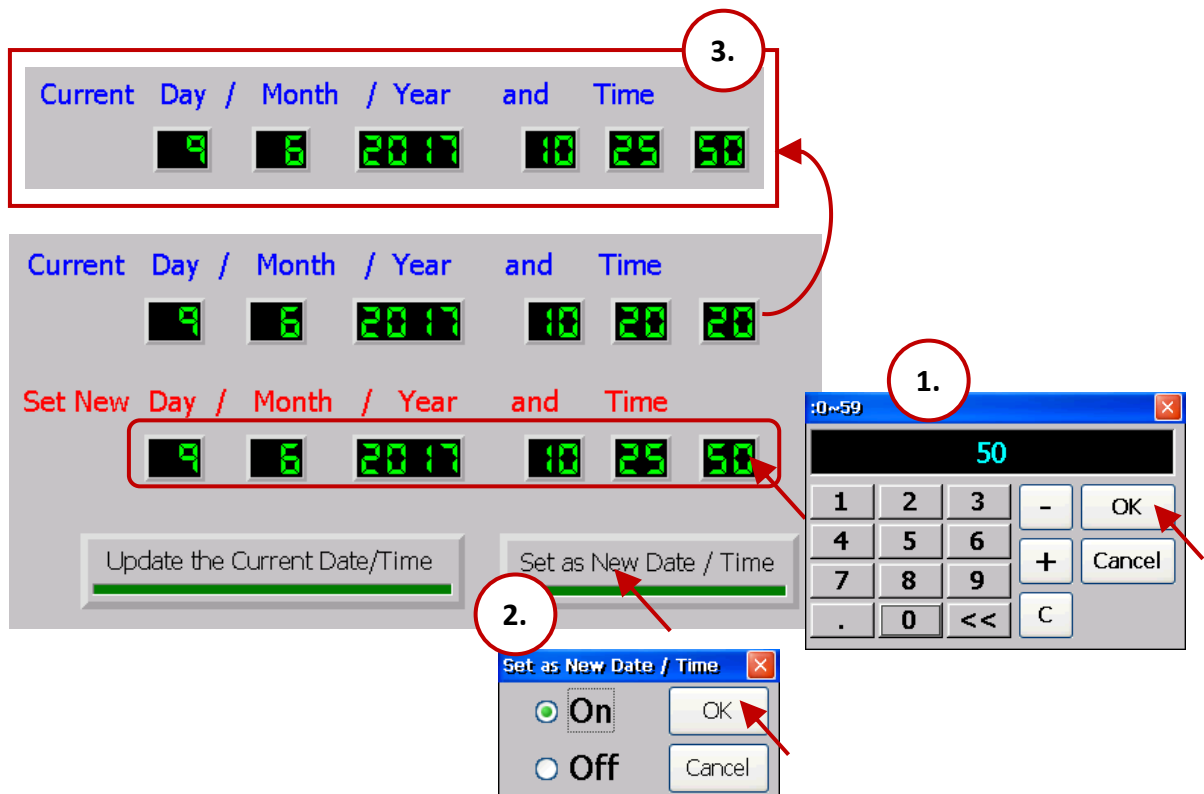 3.
Current Day / Month / Year and Time
9 6 2017 10 25 50
Current Day / Month / Year and Time
9 6 2017 10 20 20
Set New Day / Month / Year and Time
9 6 2017 10 25 50
Update the Current Date/Time
Set as New Date / Time
1.
:0~59
50
1 2 3 - OK
4 5 6 + Cancel
7 8 9
. 0 << C
2.
Set as New Date / Time
On OK
Off Cancel